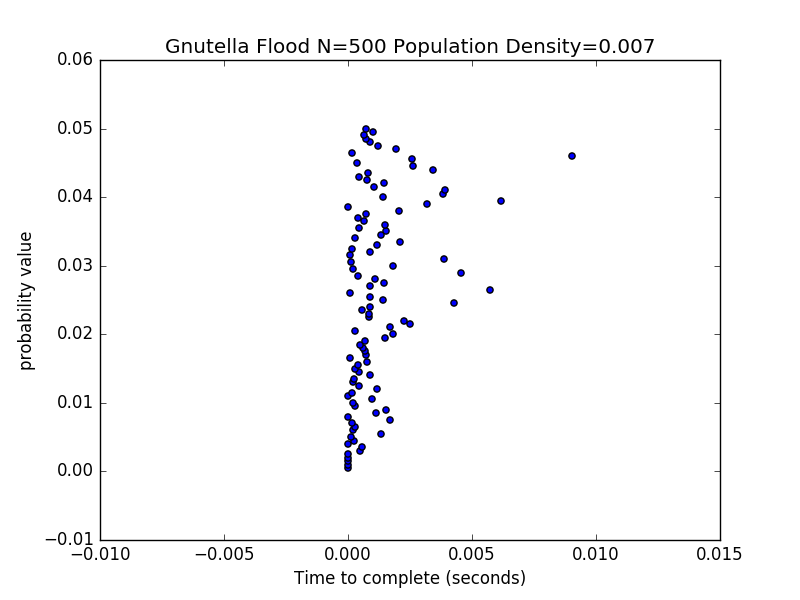 Gnutella Flood N=500 Population Density=0.007
0.06
0.05
0.04
0.03
0.02
0.01
0.00
−0.01
probability value
−0.010 −0.005 0.000 0.005 0.010 0.015
Time to complete (seconds)